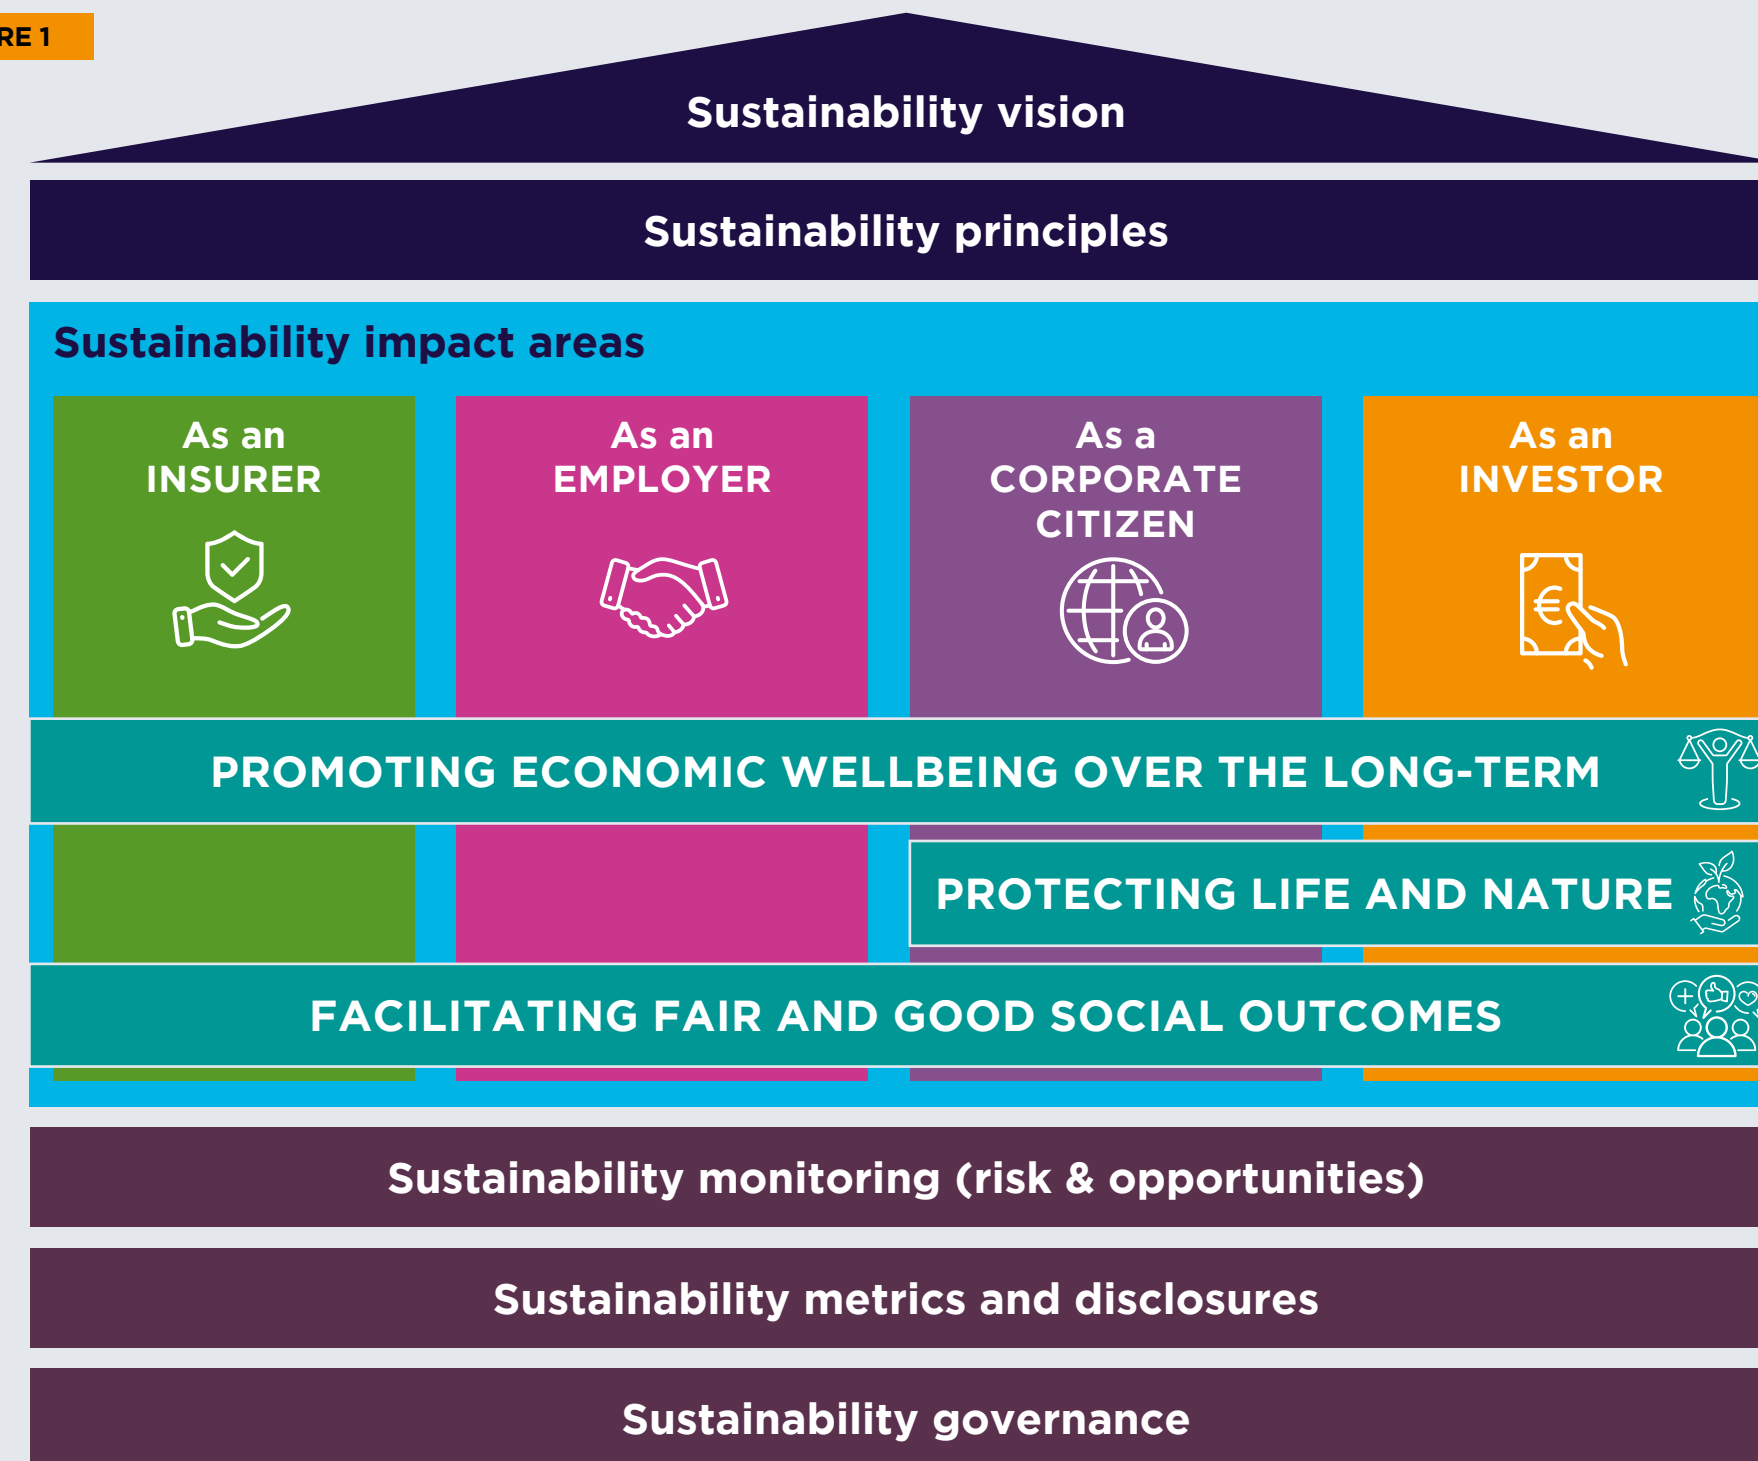 RE 1
Sustainability vision
Sustainability principles
Sustainability impact areas
As an
INSURER
As an
EMPLOYER
As a
CORPORATE
CITIZEN
As an
INVESTOR
€
PROMOTING ECONOMIC WELLBEING OVER THE LONG-TERM
PROTECTING LIFE AND NATURE
FACILITATING FAIR AND GOOD SOCIAL OUTCOMES
Sustainability monitoring (risk & opportunities)
Sustainability metrics and disclosures
Sustainability governance